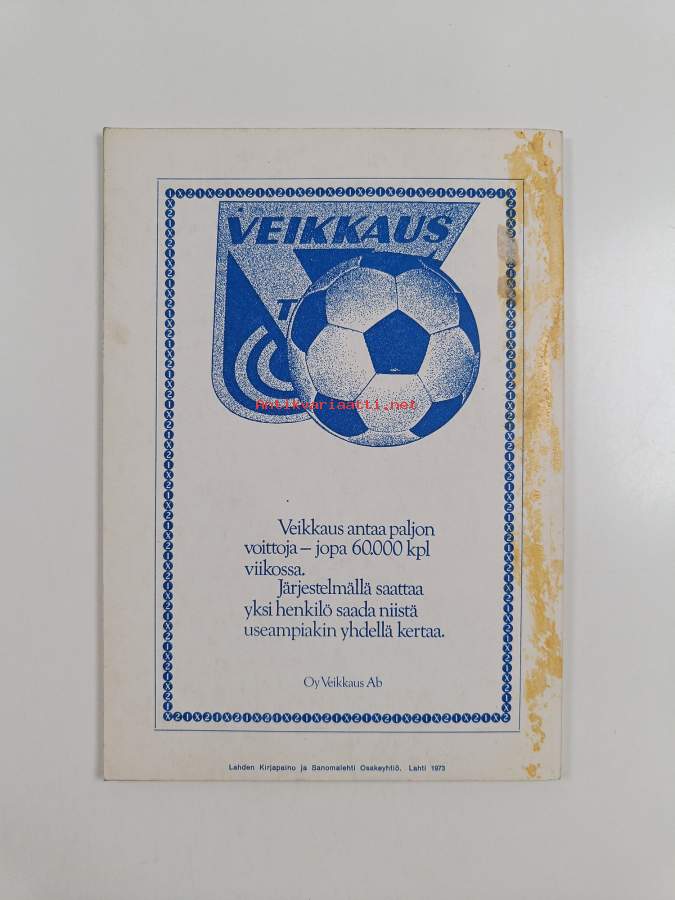 VEIKKAUS
T
Antikvariaatti.net
Veikkaus antaa paljon
voittoja – jopa 60.000 kpl
viikossa.
Järjestelmällä saattaa
yksi henkilö saada niistä
useampiakin yhdellä kertaa.
Oy Veikkaus Ab
Lahden Kirjapaino ja Sanomalehti Osakeyhtiö. Lahti 1973